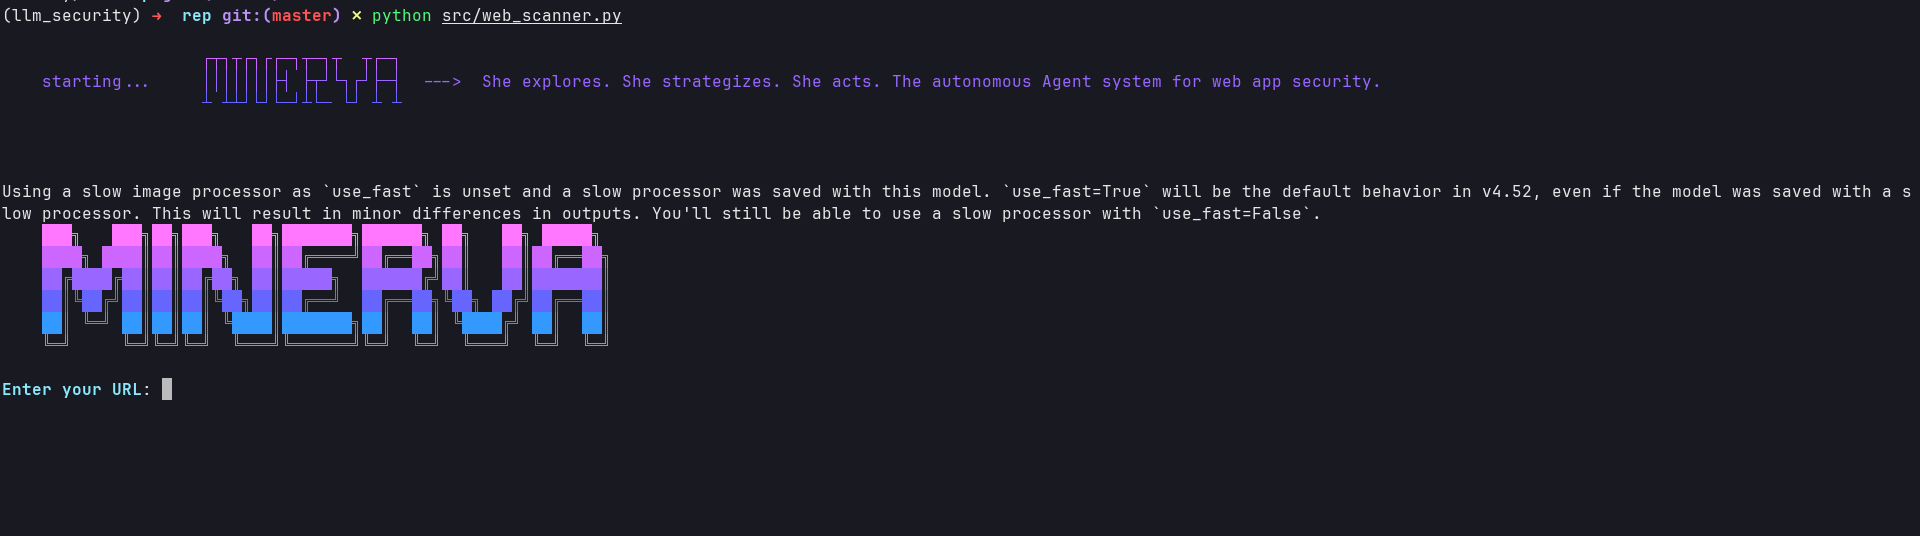 (llm_security) → rep git:(master) × python src/web_scanner.py
starting... MINERVA ---> She explores. She strategizes. She acts. The autonomous Agent system for web app security.
Using a slow image processor as `use_fast` is unset and a slow processor was saved with this model. `use_fast=True` will be the default behavior in v4.52, even if the model was saved with a s
low processor. This will result in minor differences in outputs. You'll still be able to use a slow processor with `use_fast=False`.
MINERVA
Enter your URL: